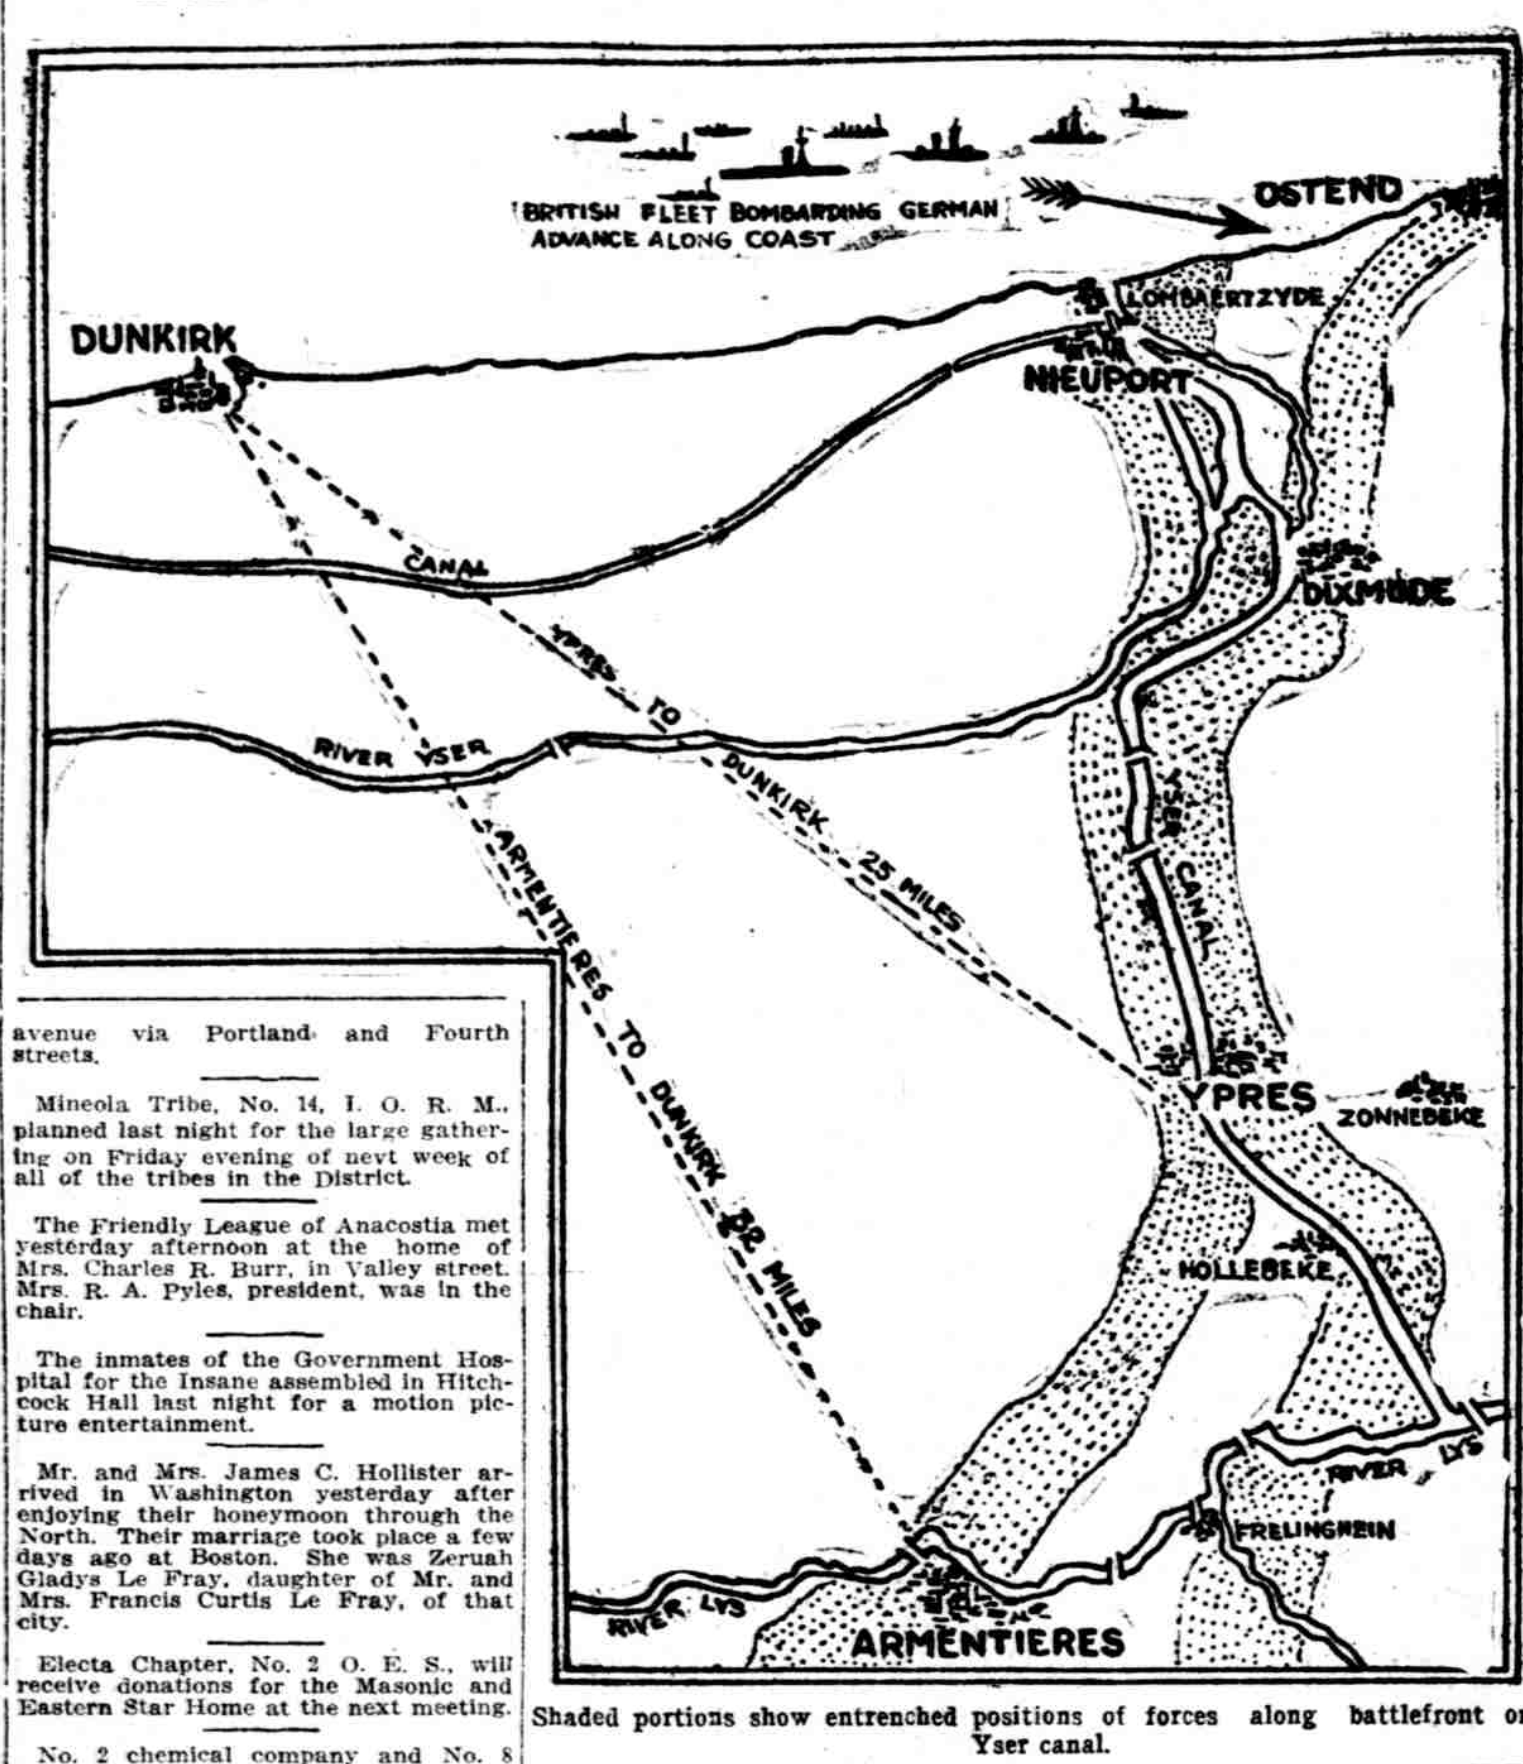 BRITISH FLEET BOMBARDING GERMAN
ADVANCE ALONG COAST
OSTEND
LOMBAERTZYDE
DUNKIRK
NIEUPORT
CANAL
DIXMUDE
YPRES TO DUNKIRK 25 MILES
RIVER YSER
YSER CANAL
ARMENTIERES TO DUNKIRK 32 MILES
YPRES
ZONNEBEKE
HOLLEBEKE
RIVER LYS
FRELINGHEIN
RIVER LYS
ARMENTIERES
Shaded portions show entrenched positions of forces along battlefront on
Yser canal.
avenue via Portland and Fourth
streets.
Mineola Tribe, No. 14, I. O. R. M.,
planned last night for the large gather-
ing on Friday evening of nevt week of
all of the tribes in the District.
The Friendly League of Anacostia met
yesterday afternoon at the home of
Mrs. Charles R. Burr, in Valley street.
Mrs. R. A. Pyles, president, was in the
chair.
The inmates of the Government Hos-
pital for the Insane assembled in Hitch-
cock Hall last night for a motion pic-
ture entertainment.
Mr. and Mrs. James C. Hollister ar-
rived in Washington yesterday after
enjoying their honeymoon through the
North. Their marriage took place a few
days ago at Boston. She was Zeruah
Gladys Le Fray, daughter of Mr. and
Mrs. Francis Curtis Le Fray, of that
city.
Electa Chapter, No. 2 O. E. S., will
receive donations for the Masonic and
Eastern Star Home at the next meeting.
No. 2 chemical company and No. 8